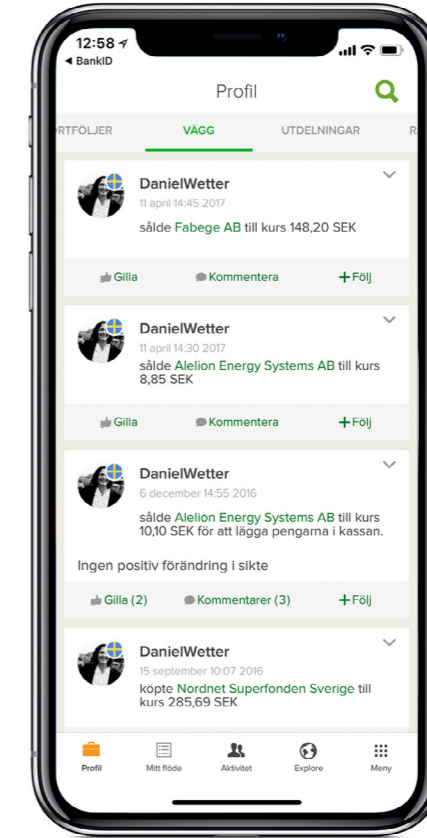 12:58
◀ BankID
Profil
RTFÖLJER VÄGG UTDELNINGAR R
DanielWetter
11 april 14:45 2017
sålde Fabege AB till kurs 148,20 SEK
Gilla Kommentera +Följ
DanielWetter
11 april 14:30 2017
sålde Alelion Energy Systems AB till kurs
8,85 SEK
Gilla Kommentera +Följ
DanielWetter
6 december 14:55 2016
sålde Alelion Energy Systems AB till kurs
10,10 SEK för att lägga pengarna i kassan.
Ingen positiv förändring i sikte
Gilla (2) Kommentarer (3) +Följ
DanielWetter
15 september 10:07 2016
köpte Nordnet Superfonden Sverige till
kurs 285,69 SEK
Profil Mitt flöde Aktivitet Explore Meny